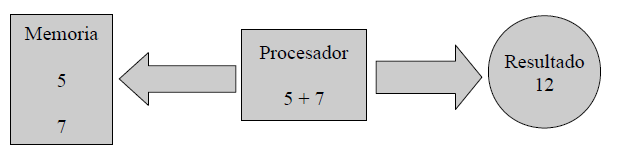 Memoria
5
7
Procesador
5 + 7
Resultado
12